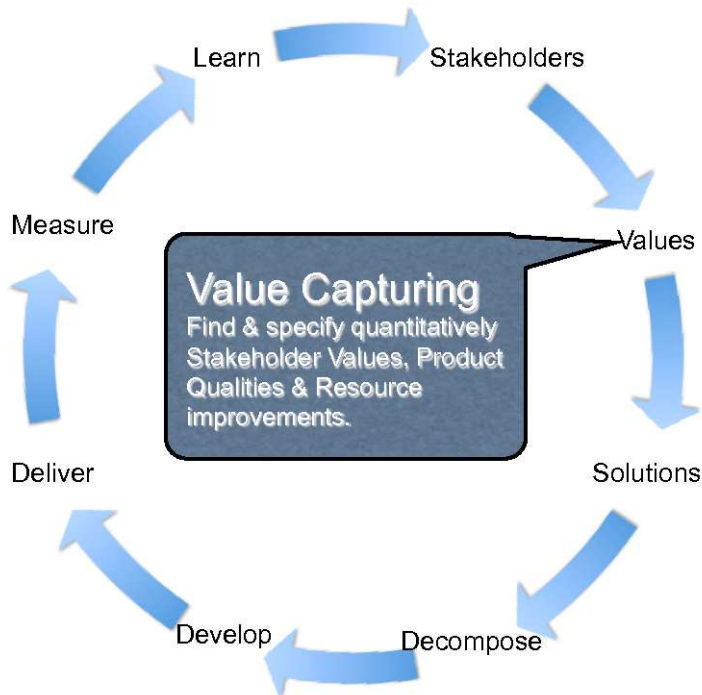 Learn
Stakeholders
Measure
Values
Value Capturing
Find & specify quantitatively
Stakeholder Values, Product
Qualities & Resource
improvements.
Deliver
Solutions
Develop
Decompose